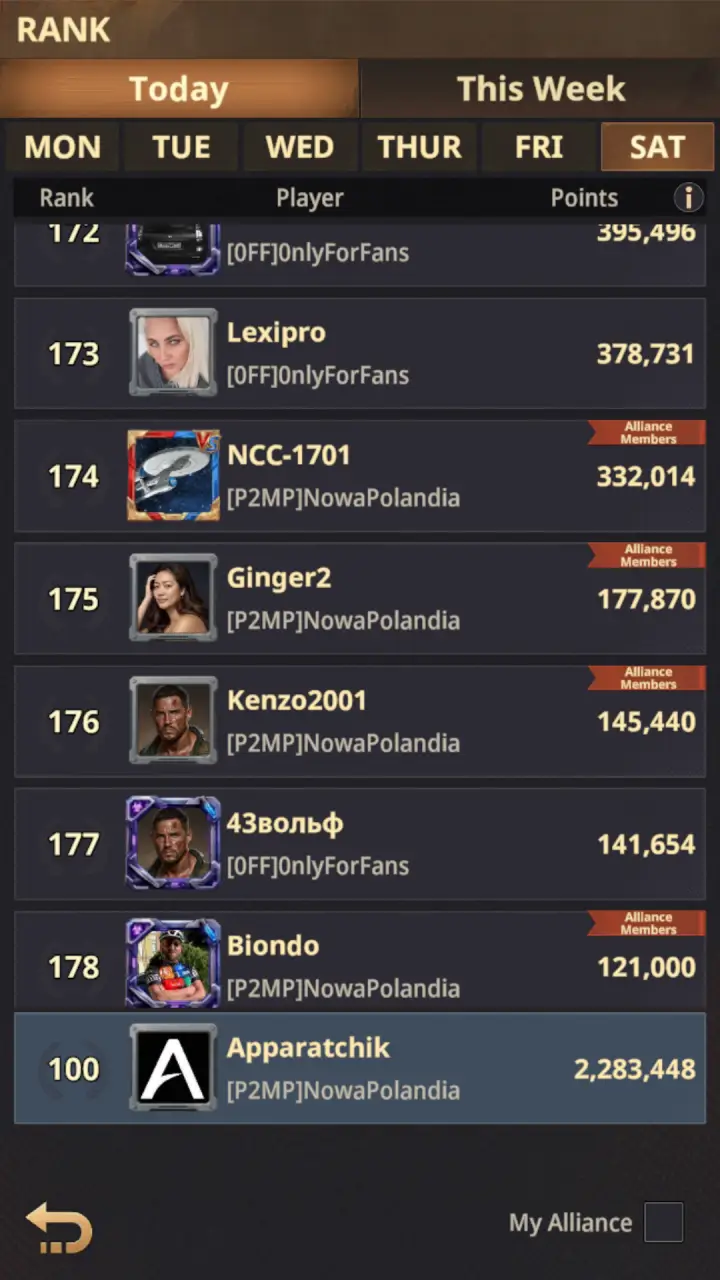 RANK
Today
This Week
MON
TUE
WED
THUR
FRI
SAT
Rank
Player
Points
172
[0FF]0nlyForFans
395,496
173
Lexipro
[0FF]0nlyForFans
378,731
Alliance
Members
174
NCC-1701
[P2MP]NowaPolandia
332,014
Alliance
Members
175
Ginger2
[P2MP]NowaPolandia
177,870
Alliance
Members
176
Kenzo2001
[P2MP]NowaPolandia
145,440
177
43вольф
[0FF]0nlyForFans
141,654
Alliance
Members
178
Biondo
[P2MP]NowaPolandia
121,000
100
Apparatchik
[P2MP]NowaPolandia
2,283,448
My Alliance